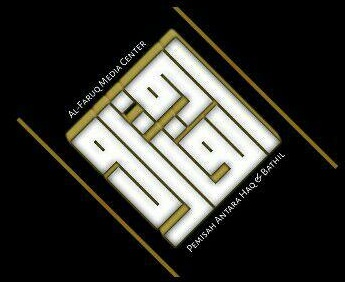 AL-FARUQ MEDIA CENTER
PEMISAH ANTARA HAQ & BATHIL